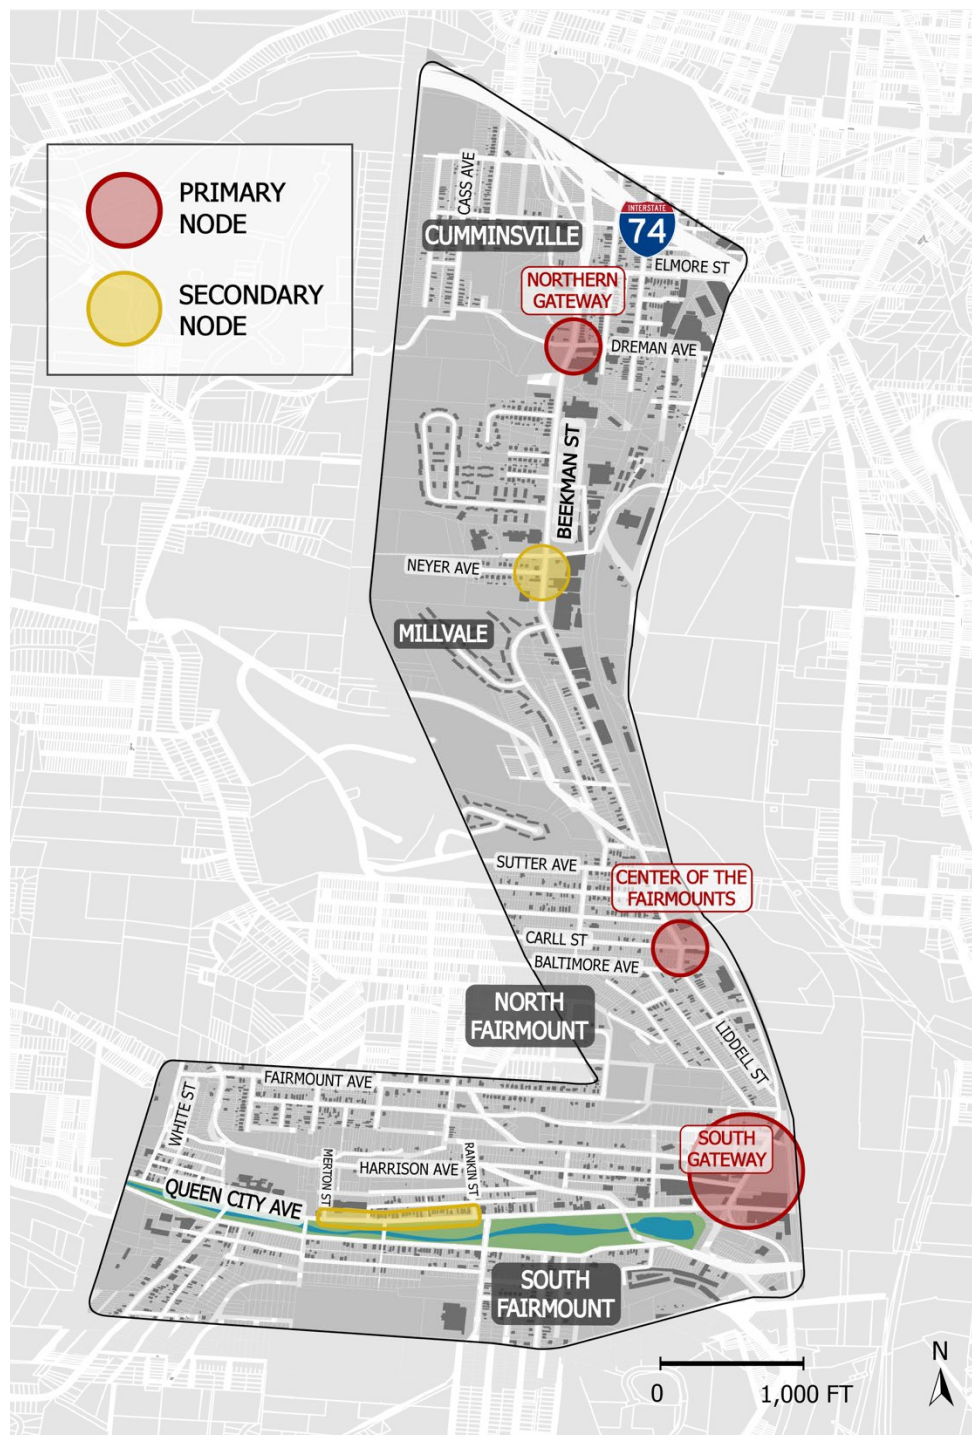 PRIMARY
NODE
SECONDARY
NODE
CASS AVE
CUMMINSVILLE
INTERSTATE
74
ELMORE ST
NORTHERN
GATEWAY
DREMAN AVE
BEEKMAN ST
NEYER AVE
MILLVALE
SUTTER AVE
CENTER OF THE
FAIRMOUNTS
CARLL ST
BALTIMORE AVE
NORTH
FAIRMOUNT
LIDDELL ST
FAIRMOUNT AVE
WHITE ST
SOUTH
GATEWAY
MERTON ST
HARRISON AVE
RANKIN ST
QUEEN CITY AVE
SOUTH
FAIRMOUNT
N
0
1,000 FT